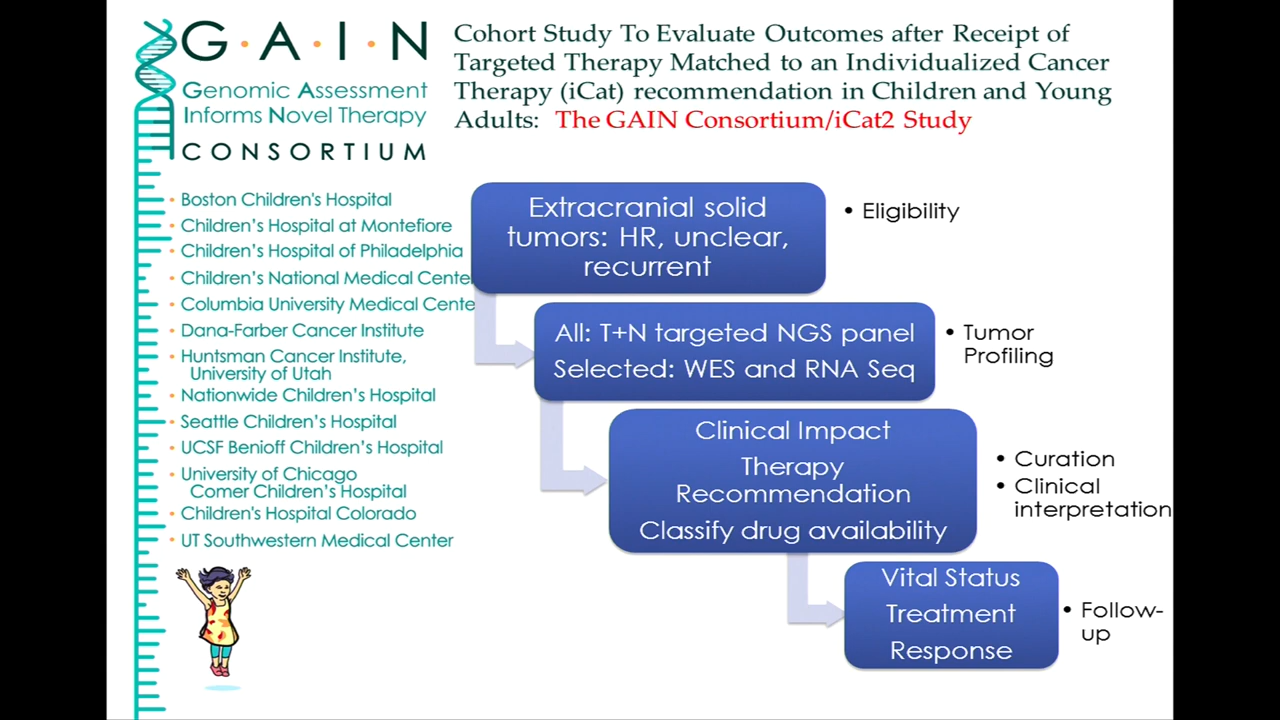 G·A·I·N
Genomic Assessment
Informs Novel Therapy
CONSORTIUM
Cohort Study To Evaluate Outcomes after Receipt of
Targeted Therapy Matched to an Individualized Cancer
Therapy (iCat) recommendation in Children and Young
Adults: The GAIN Consortium/iCat2 Study
• Boston Children's Hospital
• Children's Hospital at Montefiore
• Children's Hospital of Philadelphia
• Children's National Medical Cente
• Columbia University Medical Cente
• Dana-Farber Cancer Institute
• Huntsman Cancer Institute,
University of Utah
• Nationwide Children's Hospital
• Seattle Children's Hospital
• UCSF Benioff Children's Hospital
• University of Chicago
Comer Children's Hospital
• Children's Hospital Colorado
• UT Southwestern Medical Center
Extracranial solid
tumors: HR, unclear,
recurrent
• Eligibility
All: T+N targeted NGS panel
Selected: WES and RNA Seq
• Tumor
Profiling
Clinical Impact
Therapy
Recommendation
Classify drug availability
• Curation
• Clinical
interpretation
Vital Status
Treatment
Response
• Follow-
up